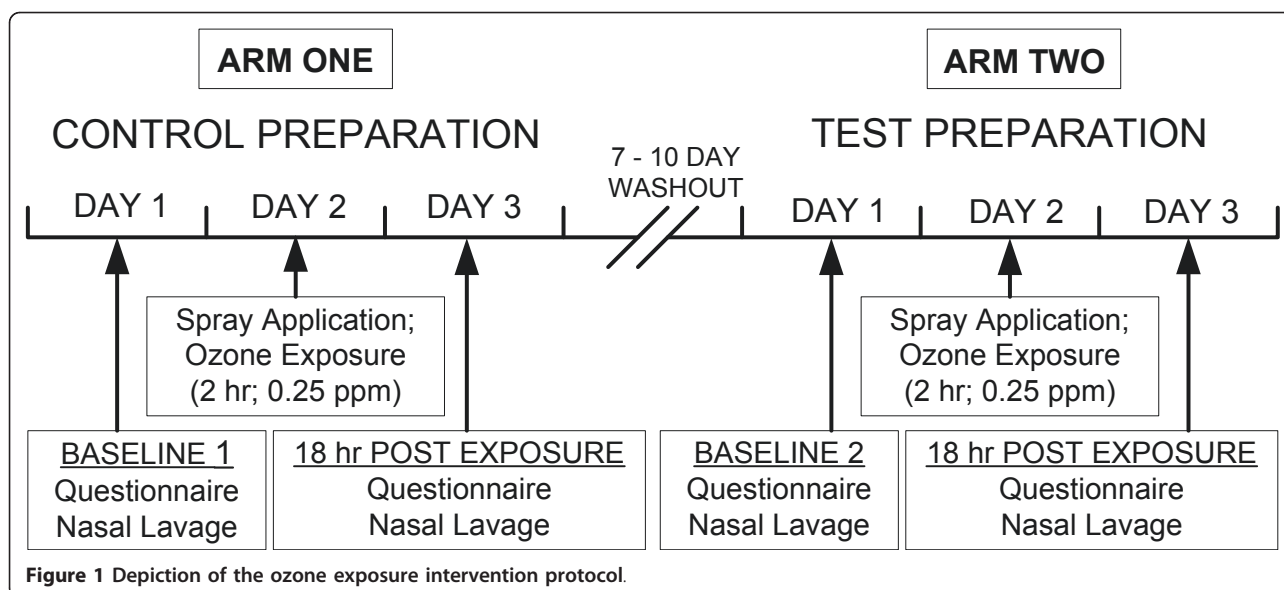 ARM ONE
ARM TWO
CONTROL PREPARATION
TEST PREPARATION
7 - 10 DAY
WASHOUT
DAY 1
DAY 2
DAY 3
DAY 1
DAY 2
DAY 3
Spray Application;
Ozone Exposure
(2 hr; 0.25 ppm)
Spray Application;
Ozone Exposure
(2 hr; 0.25 ppm)
BASELINE 1
Questionnaire
Nasal Lavage
18 hr POST EXPOSURE
Questionnaire
Nasal Lavage
BASELINE 2
Questionnaire
Nasal Lavage
18 hr POST EXPOSURE
Questionnaire
Nasal Lavage
Figure 1 Depiction of the ozone exposure intervention protocol.